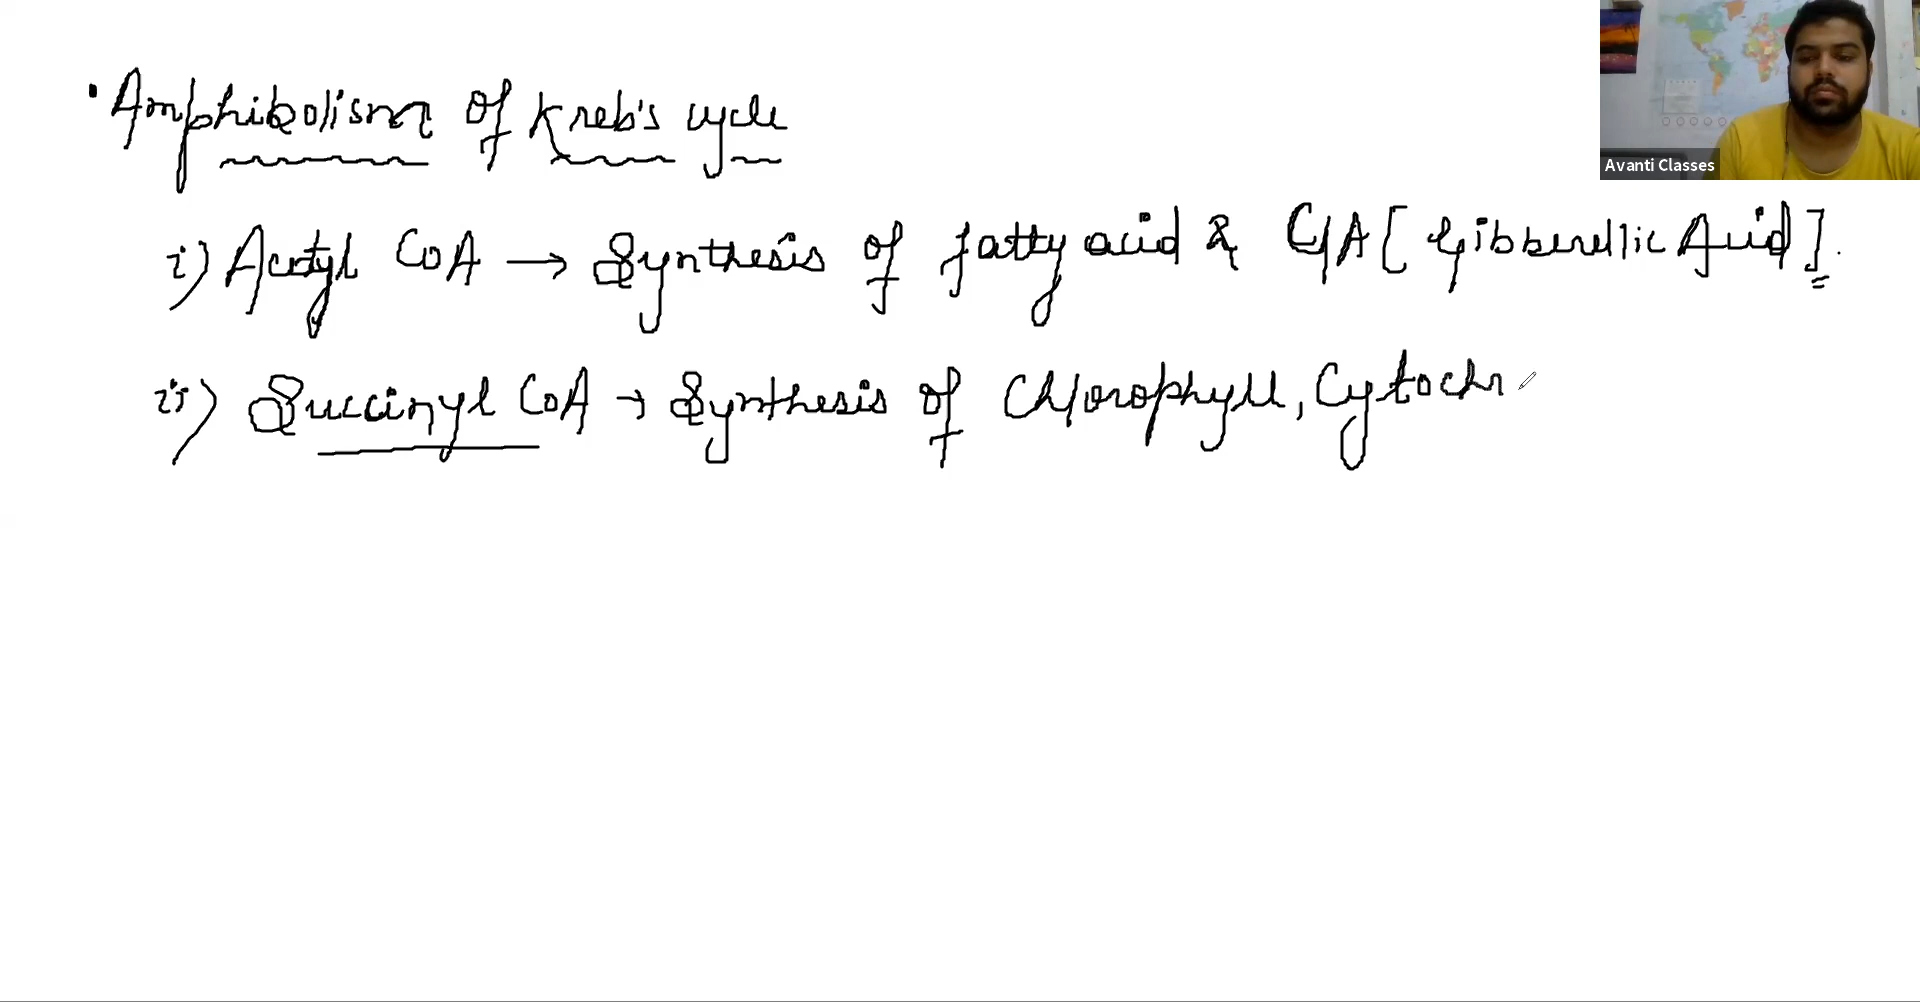 • Amphibolism of Kreb's cycle
Avanti Classes
i) Acetyl CoA → Synthesis of fatty acid & GA [Gibberellic Acid].
ii) Succinyl CoA → Synthesis of Chlorophyll, Cytochr